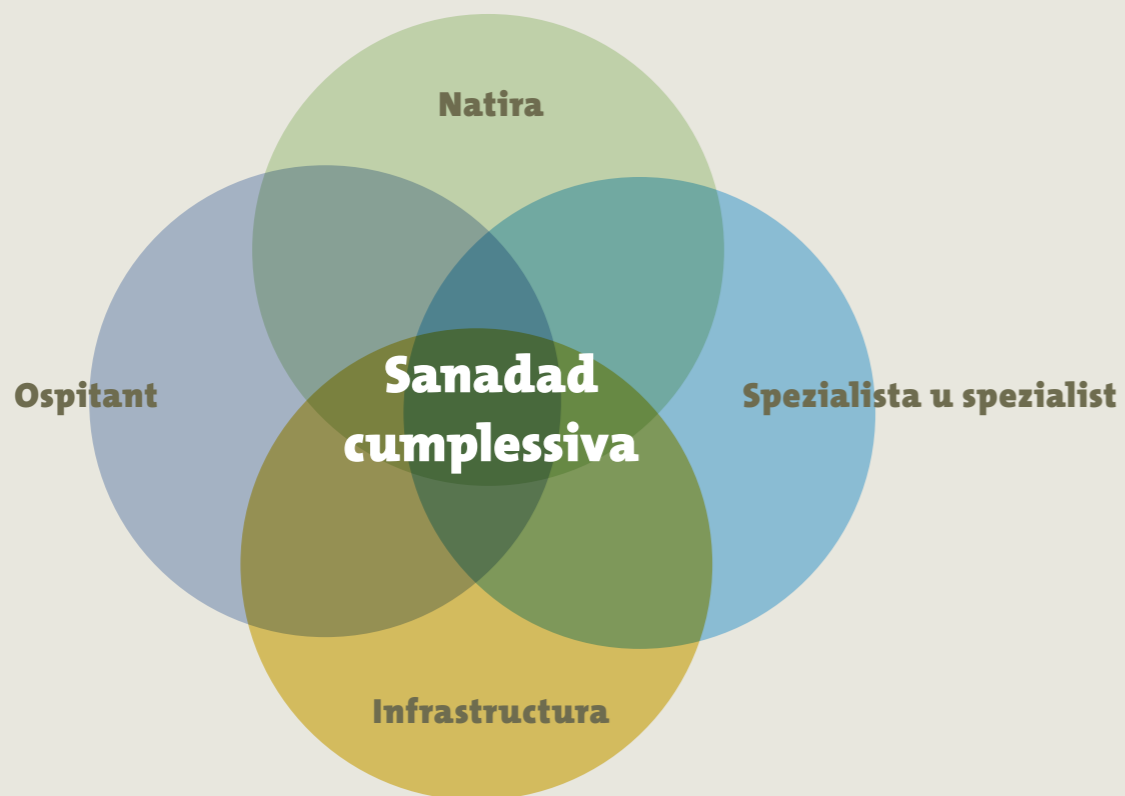 Natira
Ospitant
Sanadad
cumplessiva
Spezialista u spezialist
Infrastructura